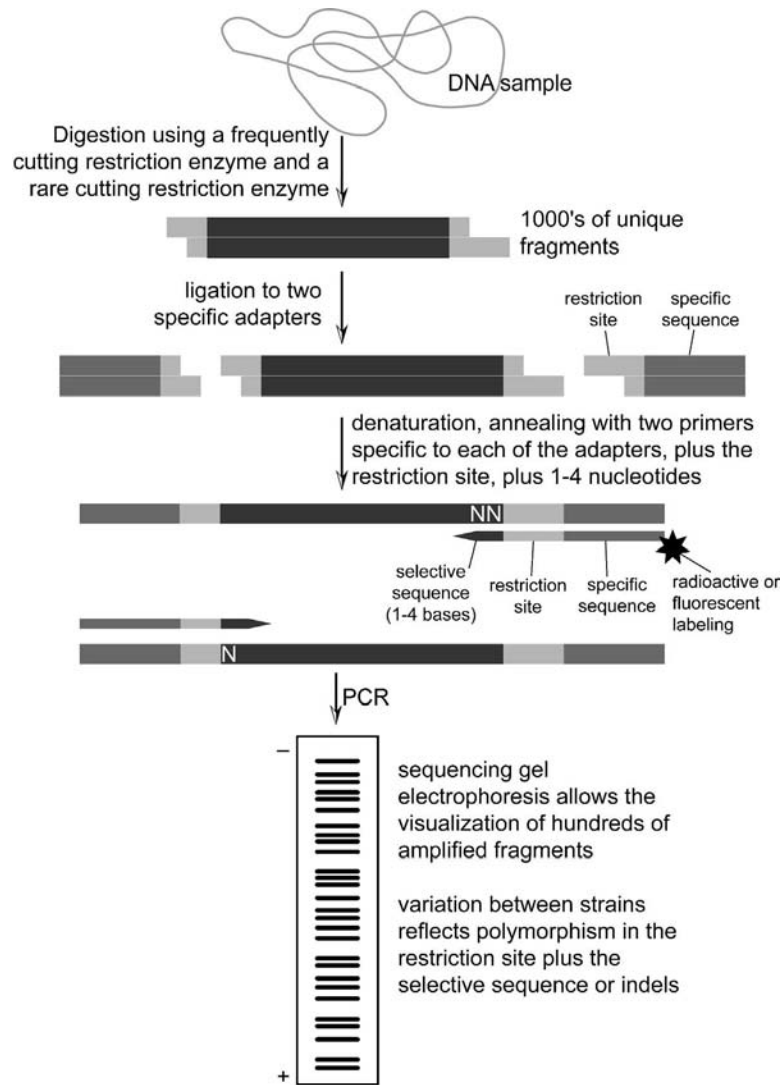 DNA sample
Digestion using a frequently
cutting restriction enzyme and a
rare cutting restriction enzyme
1000's of unique
fragments
ligation to two
specific adapters
restriction
site
specific
sequence
denaturation, annealing with two primers
specific to each of the adapters, plus the
restriction site, plus 1-4 nucleotides
NN
selective
sequence
(1-4 bases)
restriction
site
specific
sequence
radioactive or
fluorescent
labeling
N
PCR
–
sequencing gel
electrophoresis allows the
visualization of hundreds of
amplified fragments
variation between strains
reflects polymorphism in the
restriction site plus the
selective sequence or indels
+